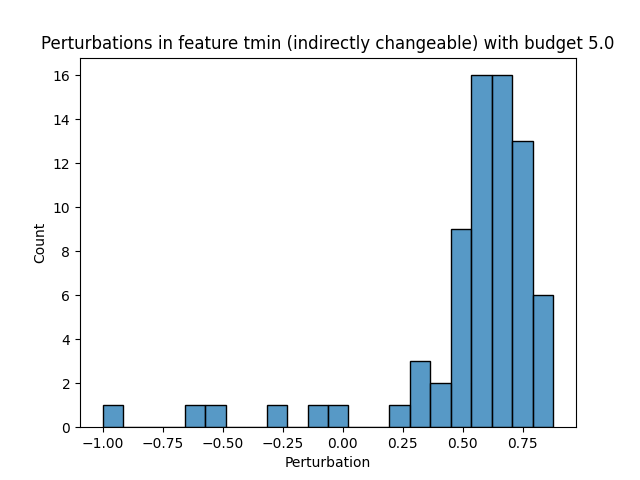 Perturbations in feature tmin (indirectly changeable) with budget 5.0
16
14
12
10
8
6
4
2
0
Count
−1.00 −0.75 −0.50 −0.25 0.00 0.25 0.50 0.75
Perturbation